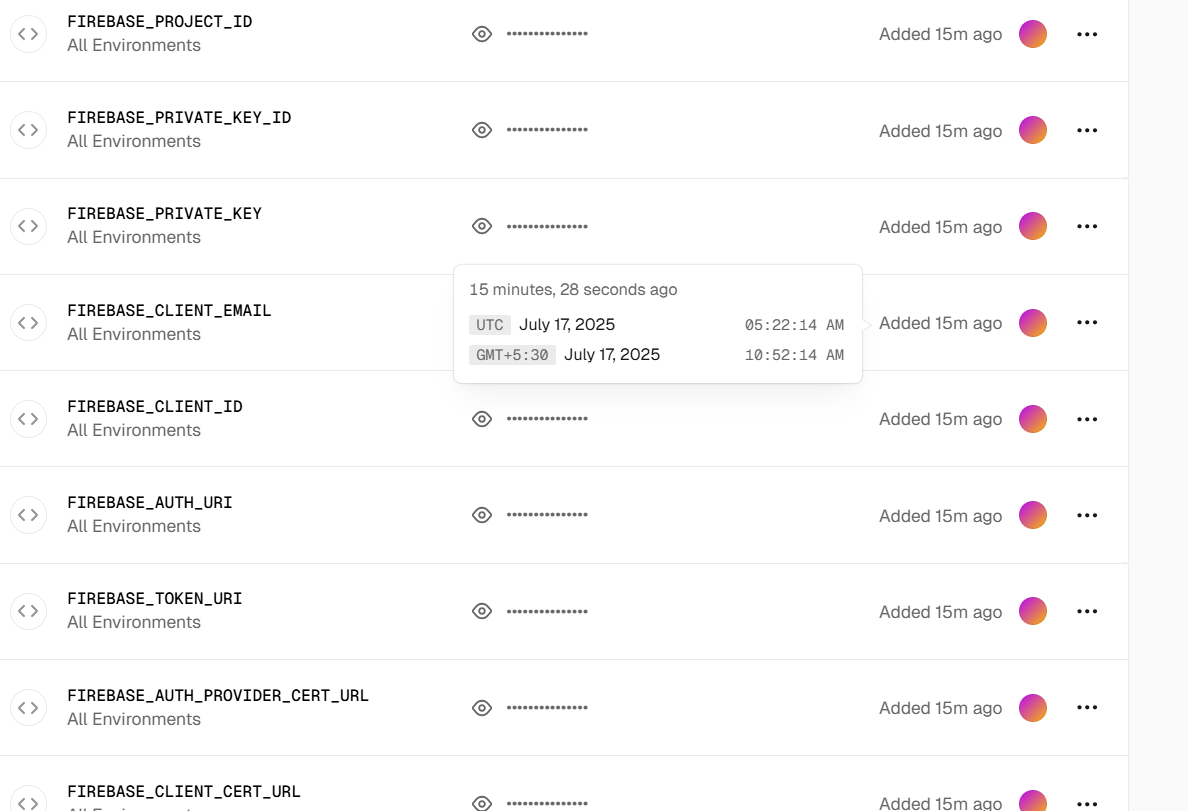 FIREBASE_PROJECT_ID
All Environments
•••••••••••••••
Added 15m ago
FIREBASE_PRIVATE_KEY_ID
All Environments
•••••••••••••••
Added 15m ago
FIREBASE_PRIVATE_KEY
All Environments
•••••••••••••••
Added 15m ago
15 minutes, 28 seconds ago
UTC July 17, 2025 05:22:14 AM
GMT+5:30 July 17, 2025 10:52:14 AM
FIREBASE_CLIENT_EMAIL
All Environments
Added 15m ago
FIREBASE_CLIENT_ID
All Environments
•••••••••••••••
Added 15m ago
FIREBASE_AUTH_URI
All Environments
•••••••••••••••
Added 15m ago
FIREBASE_TOKEN_URI
All Environments
•••••••••••••••
Added 15m ago
FIREBASE_AUTH_PROVIDER_CERT_URL
All Environments
•••••••••••••••
Added 15m ago
FIREBASE_CLIENT_CERT_URL
All Environments
•••••••••••••••
Added 15m ago